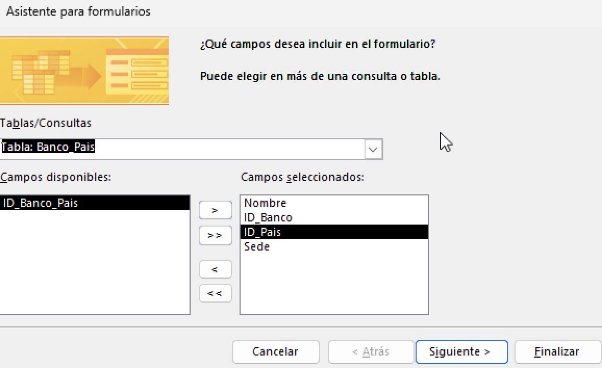 Asistente para formularios
¿Qué campos desea incluir en el formulario?
Puede elegir en más de una consulta o tabla.
Tablas/Consultas
Tabla: Banco_Pais
Campos disponibles:
Campos seleccionados:
ID_Banco_Pais
Nombre
ID_Banco
ID_Pais
Sede
>
>>
<
<<
Cancelar
< Atrás
Siguiente >
Finalizar